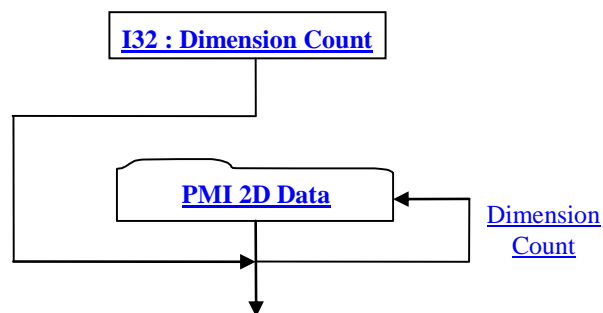 I32 : Dimension Count
PMI 2D Data
Dimension
Count